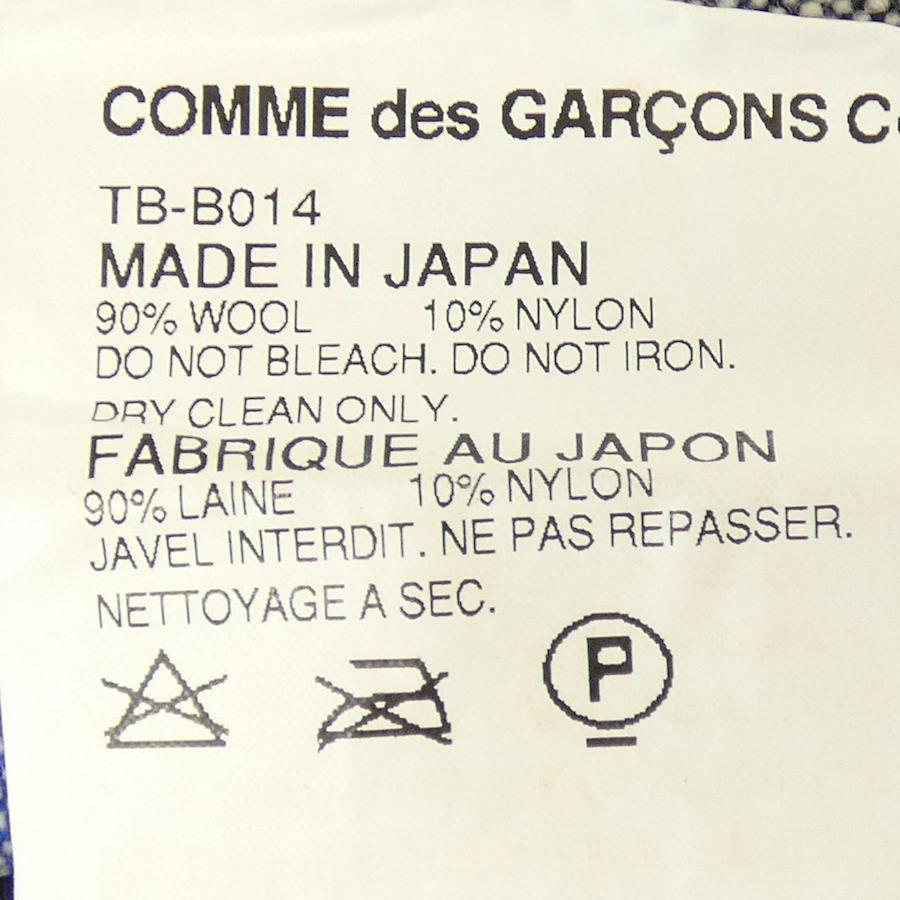 COMME des GARÇONS
TB-B014
MADE IN JAPAN
90% WOOL 10% NYLON
DO NOT BLEACH. DO NOT IRON.
DRY CLEAN ONLY.
FABRIQUE AU JAPON
90% LAINE 10% NYLON
JAVEL INTERDIT. NE PAS REPASSER.
NETTOYAGE A SEC.
P